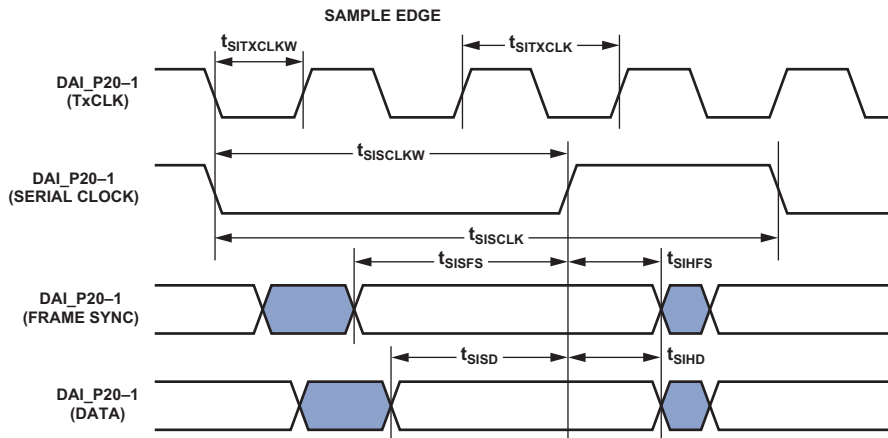 SAMPLE EDGE
tSITXCLKW
tSITXCLK
DAI_P20–1
(TxCLK)
tSISCLKW
DAI_P20–1
(SERIAL CLOCK)
tSISCLK
tSISFS
tSIHFS
DAI_P20–1
(FRAME SYNC)
tSISD
tSIHD
DAI_P20–1
(DATA)